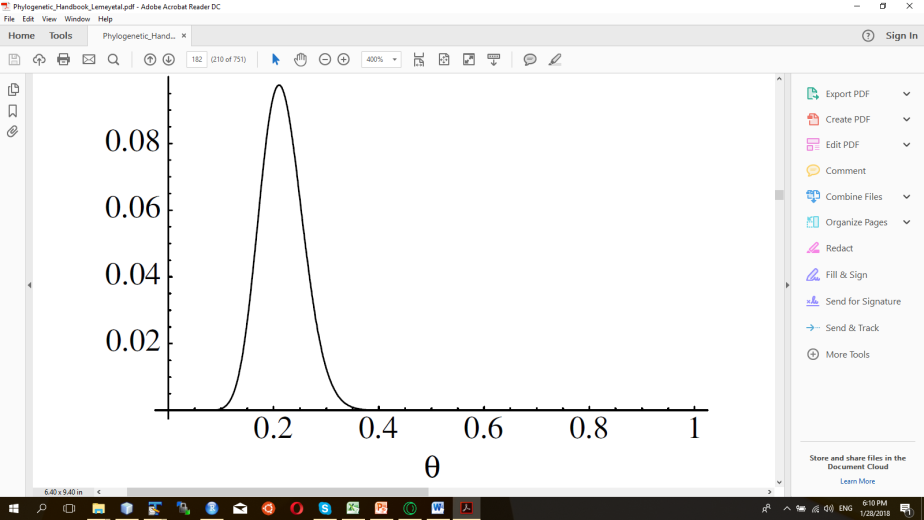 Phylogenetic_Handbook_Lemeyetal.pdf - Adobe Acrobat Reader DC
File Edit View Window Help
Home Tools Phylogenetic_Hand... × Sign In
182 (210 of 751) 400%
0.08
0.06
0.04
0.02
0.2 0.4 0.6 0.8 1
θ
6.40 x 9.40 in
Export PDF
Create PDF
Edit PDF
Comment
Combine Files
Organize Pages
Redact
Fill & Sign
Send for Signature
Send & Track
More Tools
Store and share files in the
Document Cloud
Learn More
ENG
6:10 PM
1/28/2018